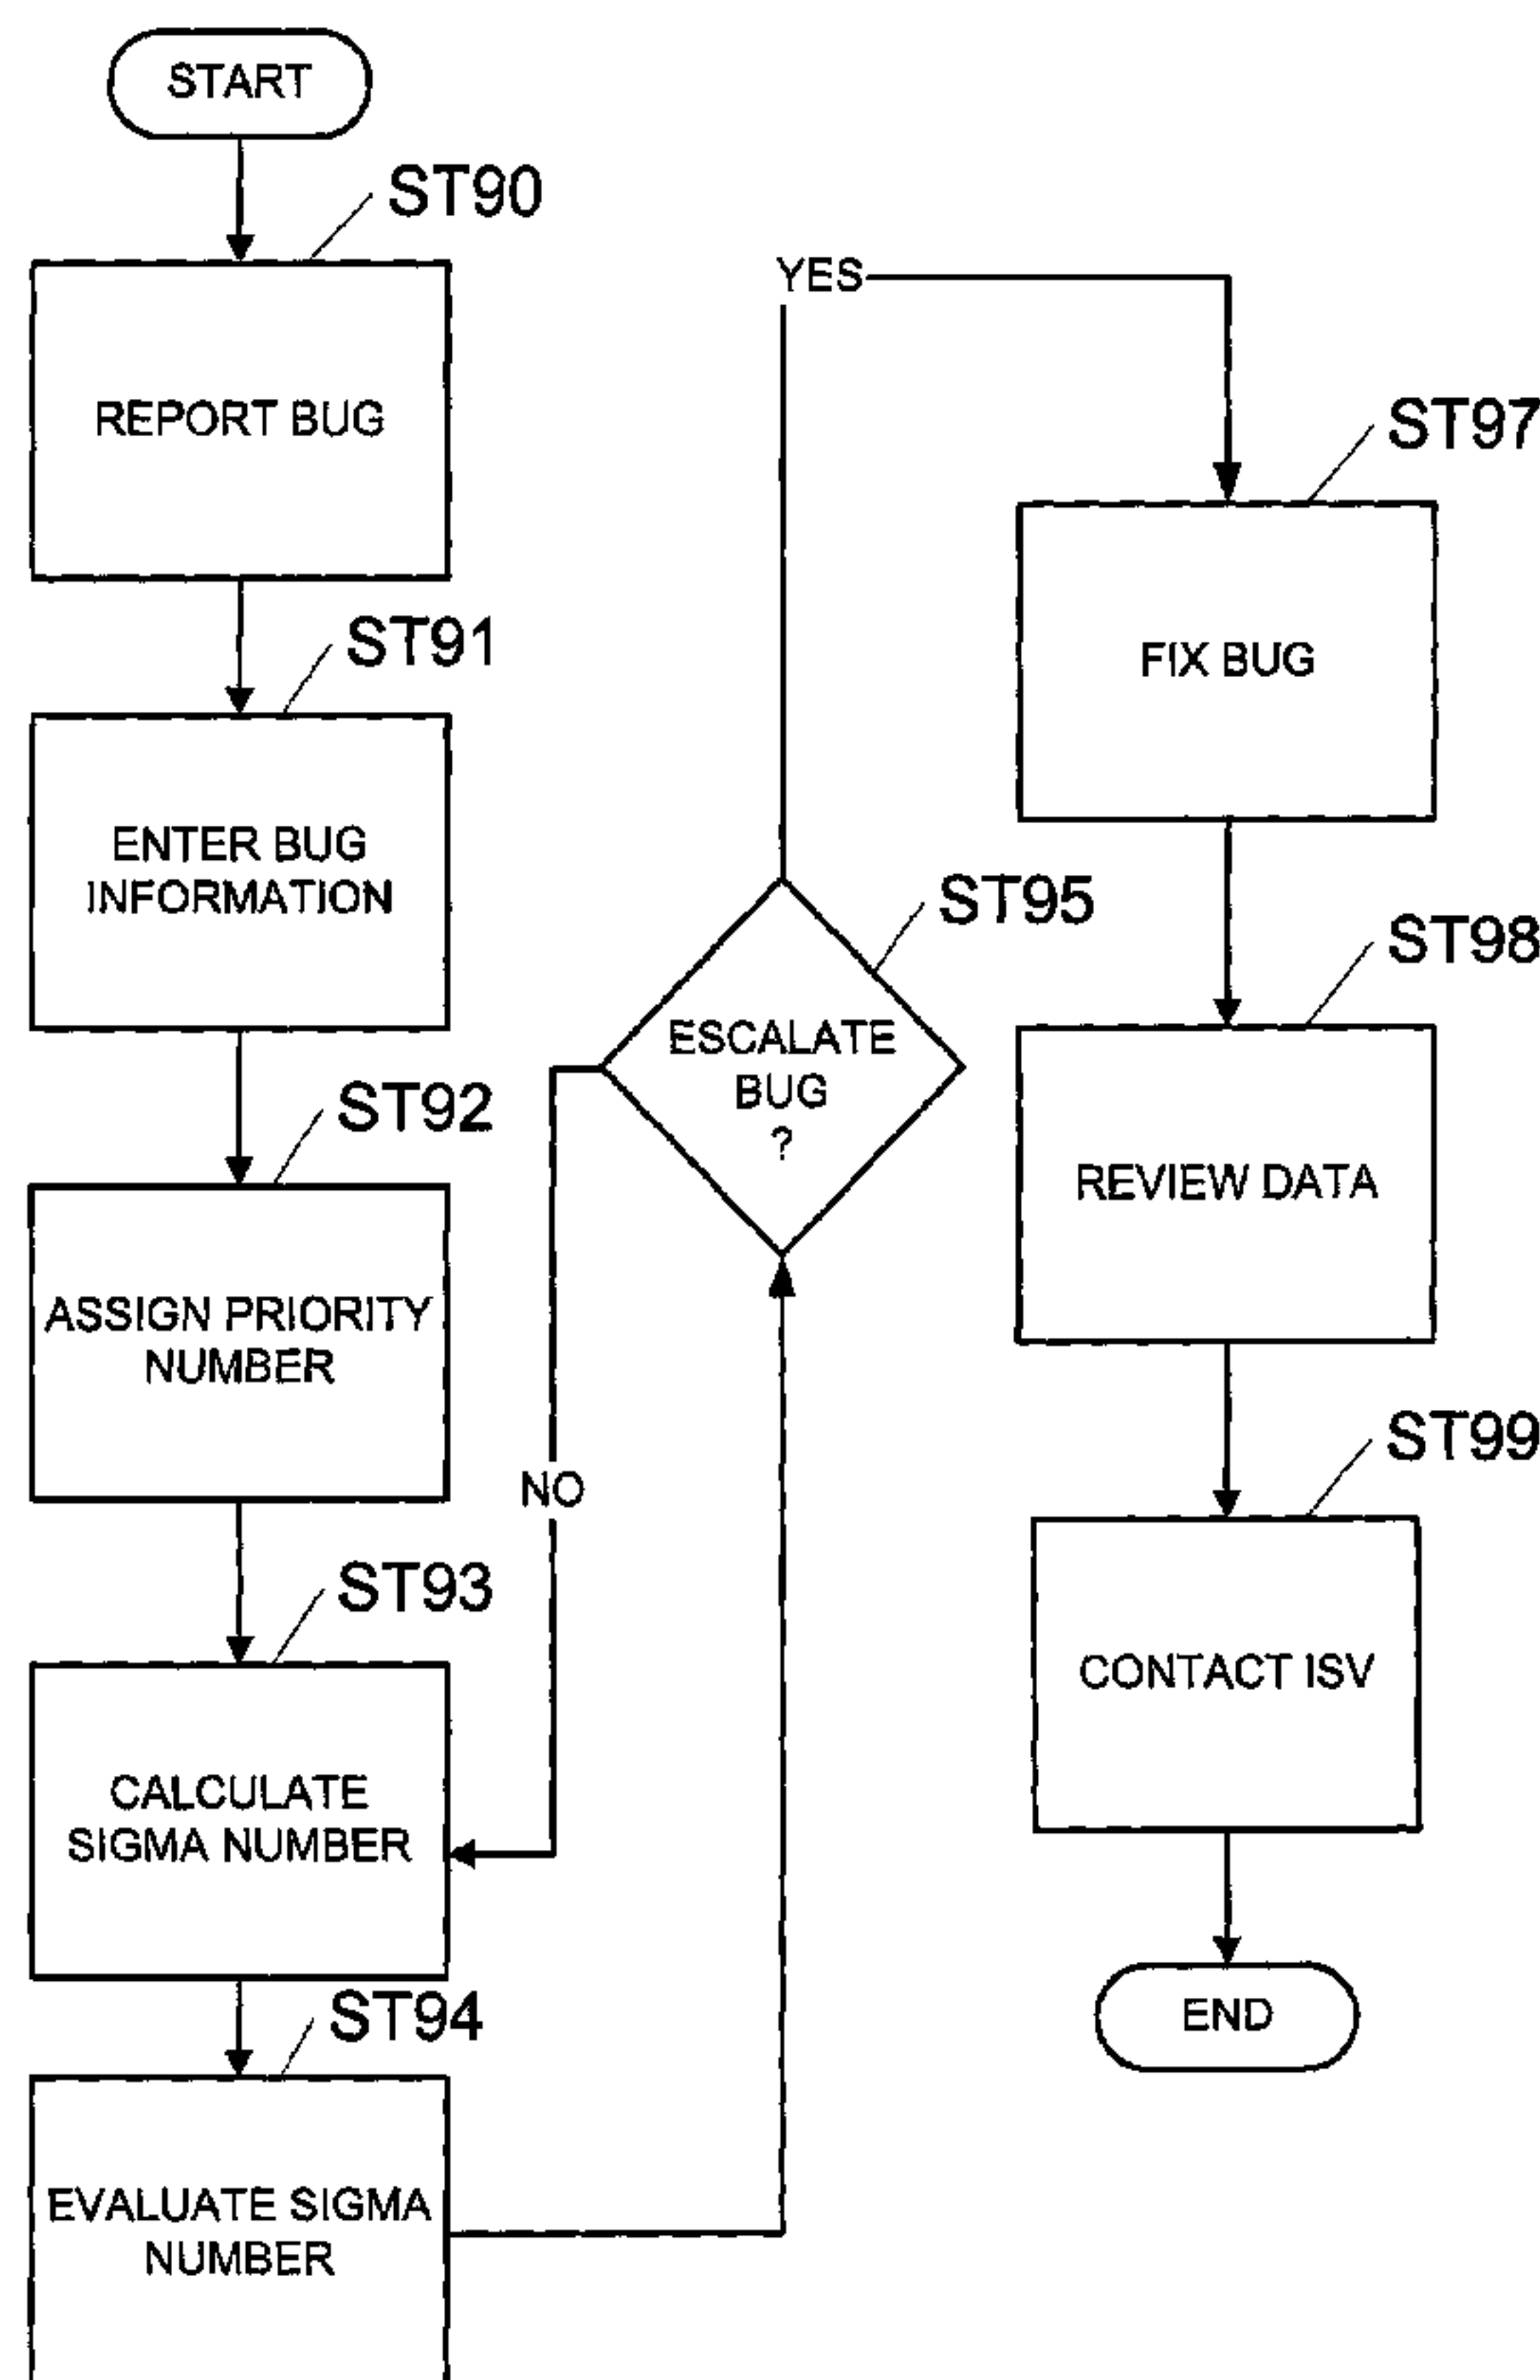 START
ST90
REPORT BUG
ST91
ENTER BUG
INFORMATION
ST92
ASSIGN PRIORITY
NUMBER
ST93
CALCULATE
SIGMA NUMBER
ST94
EVALUATE SIGMA
NUMBER
YES
ST95
ESCALATE
BUG
?
NO
ST97
FIX BUG
ST98
REVIEW DATA
ST99
CONTACT ISV
END